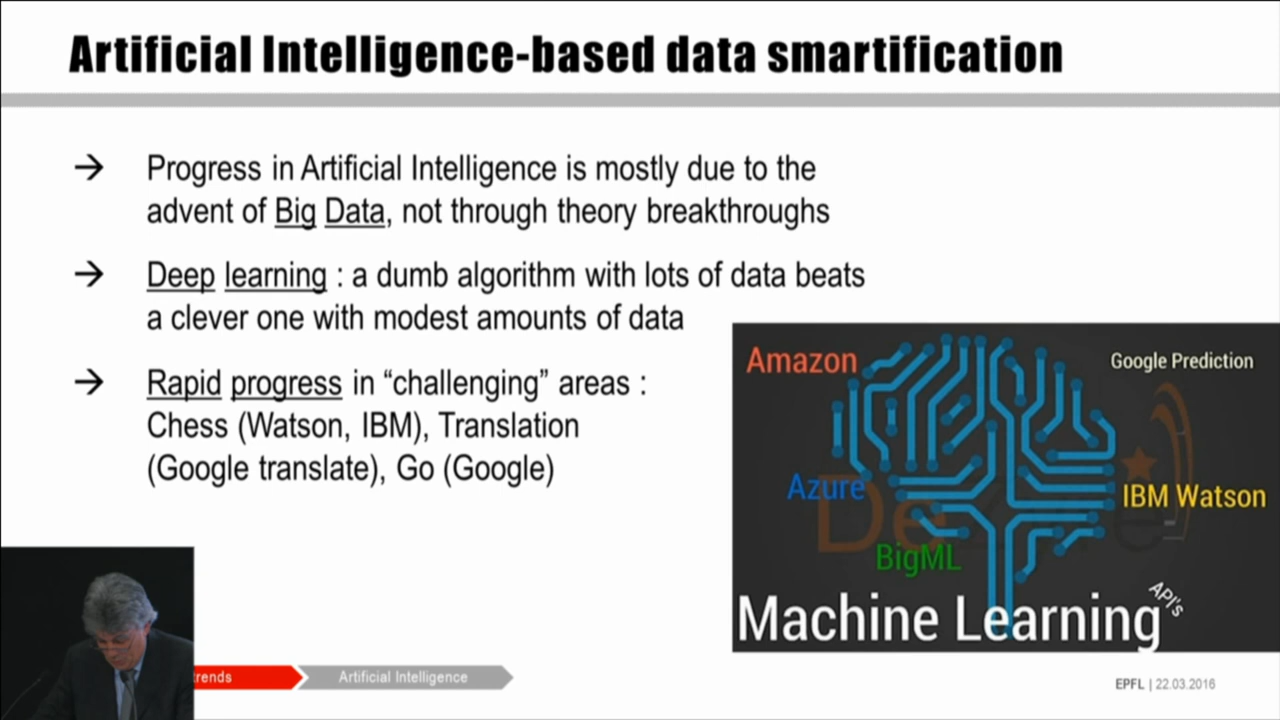 Artificial Intelligence-based data smartification
→ Progress in Artificial Intelligence is mostly due to the
advent of Big Data, not through theory breakthroughs
→ Deep learning : a dumb algorithm with lots of data beats
a clever one with modest amounts of data
→ Rapid progress in “challenging” areas :
Chess (Watson, IBM), Translation
(Google translate), Go (Google)
Amazon
Google Prediction
Azure
IBM Watson
BigML
Machine Learning
API's
rends
Artificial Intelligence
EPFL | 22.03.2016